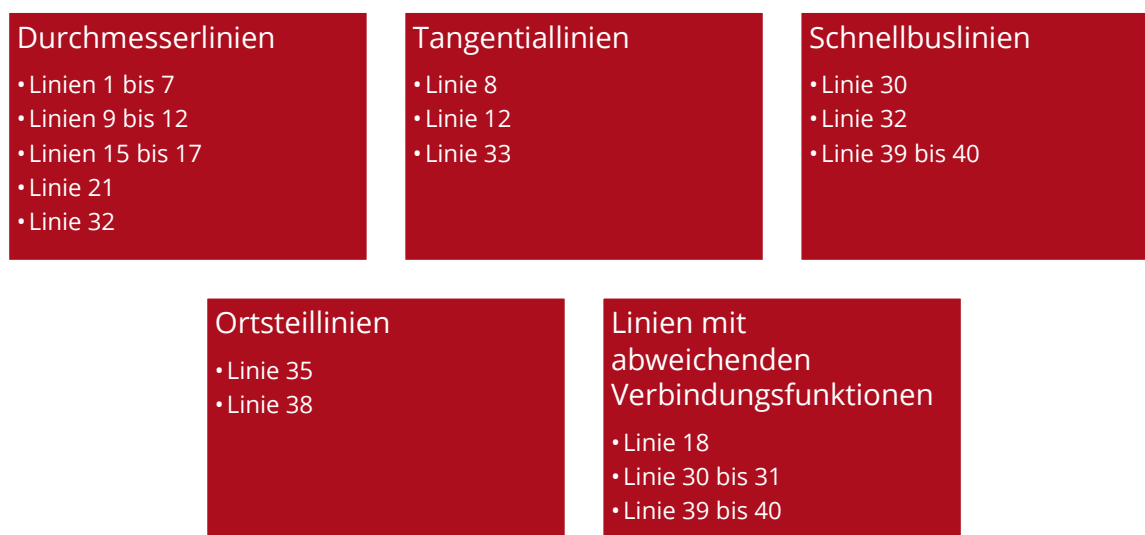 Durchmesserlinien
• Linien 1 bis 7
• Linien 9 bis 12
• Linien 15 bis 17
• Linie 21
• Linie 32
Tangentiallinien
• Linie 8
• Linie 12
• Linie 33
Schnellbuslinien
• Linie 30
• Linie 32
• Linie 39 bis 40
Ortsteillinien
• Linie 35
• Linie 38
Linien mit
abweichenden
Verbindungsfunktionen
• Linie 18
• Linie 30 bis 31
• Linie 39 bis 40